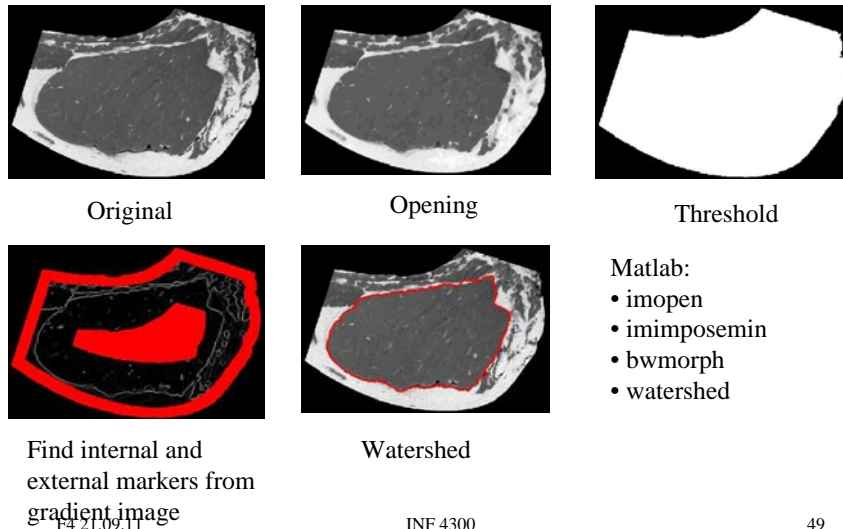 Original
Opening
Threshold
Matlab:
• imopen
• imimposemin
• bwmorph
• watershed
Find internal and
external markers from
gradient image
Watershed
F4 21.09.11
INF 4300
49